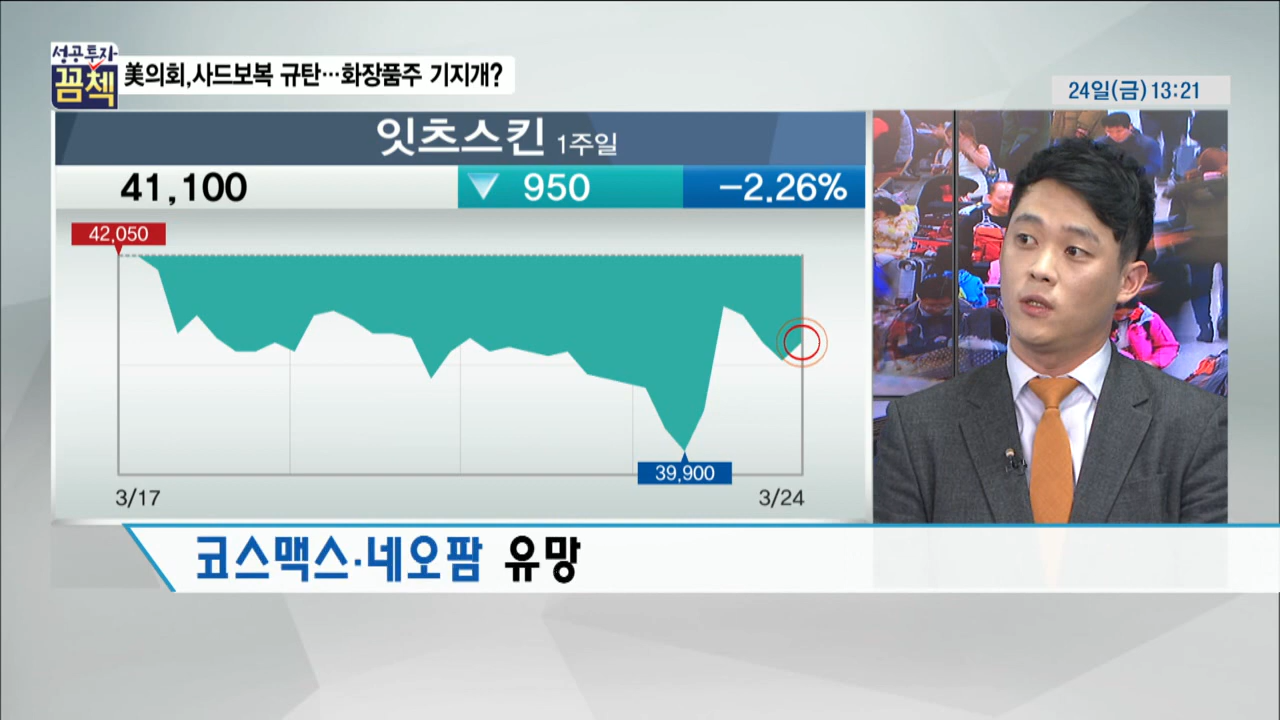 성공투자
꼼첵
美의회,사드보복 규탄…화장품주 기지개?
24일(금) 13:21
잇츠스킨 1주일
41,100 ▼ 950 -2.26%
42,050
39,900
3/17 3/24
코스맥스·네오팜 유망